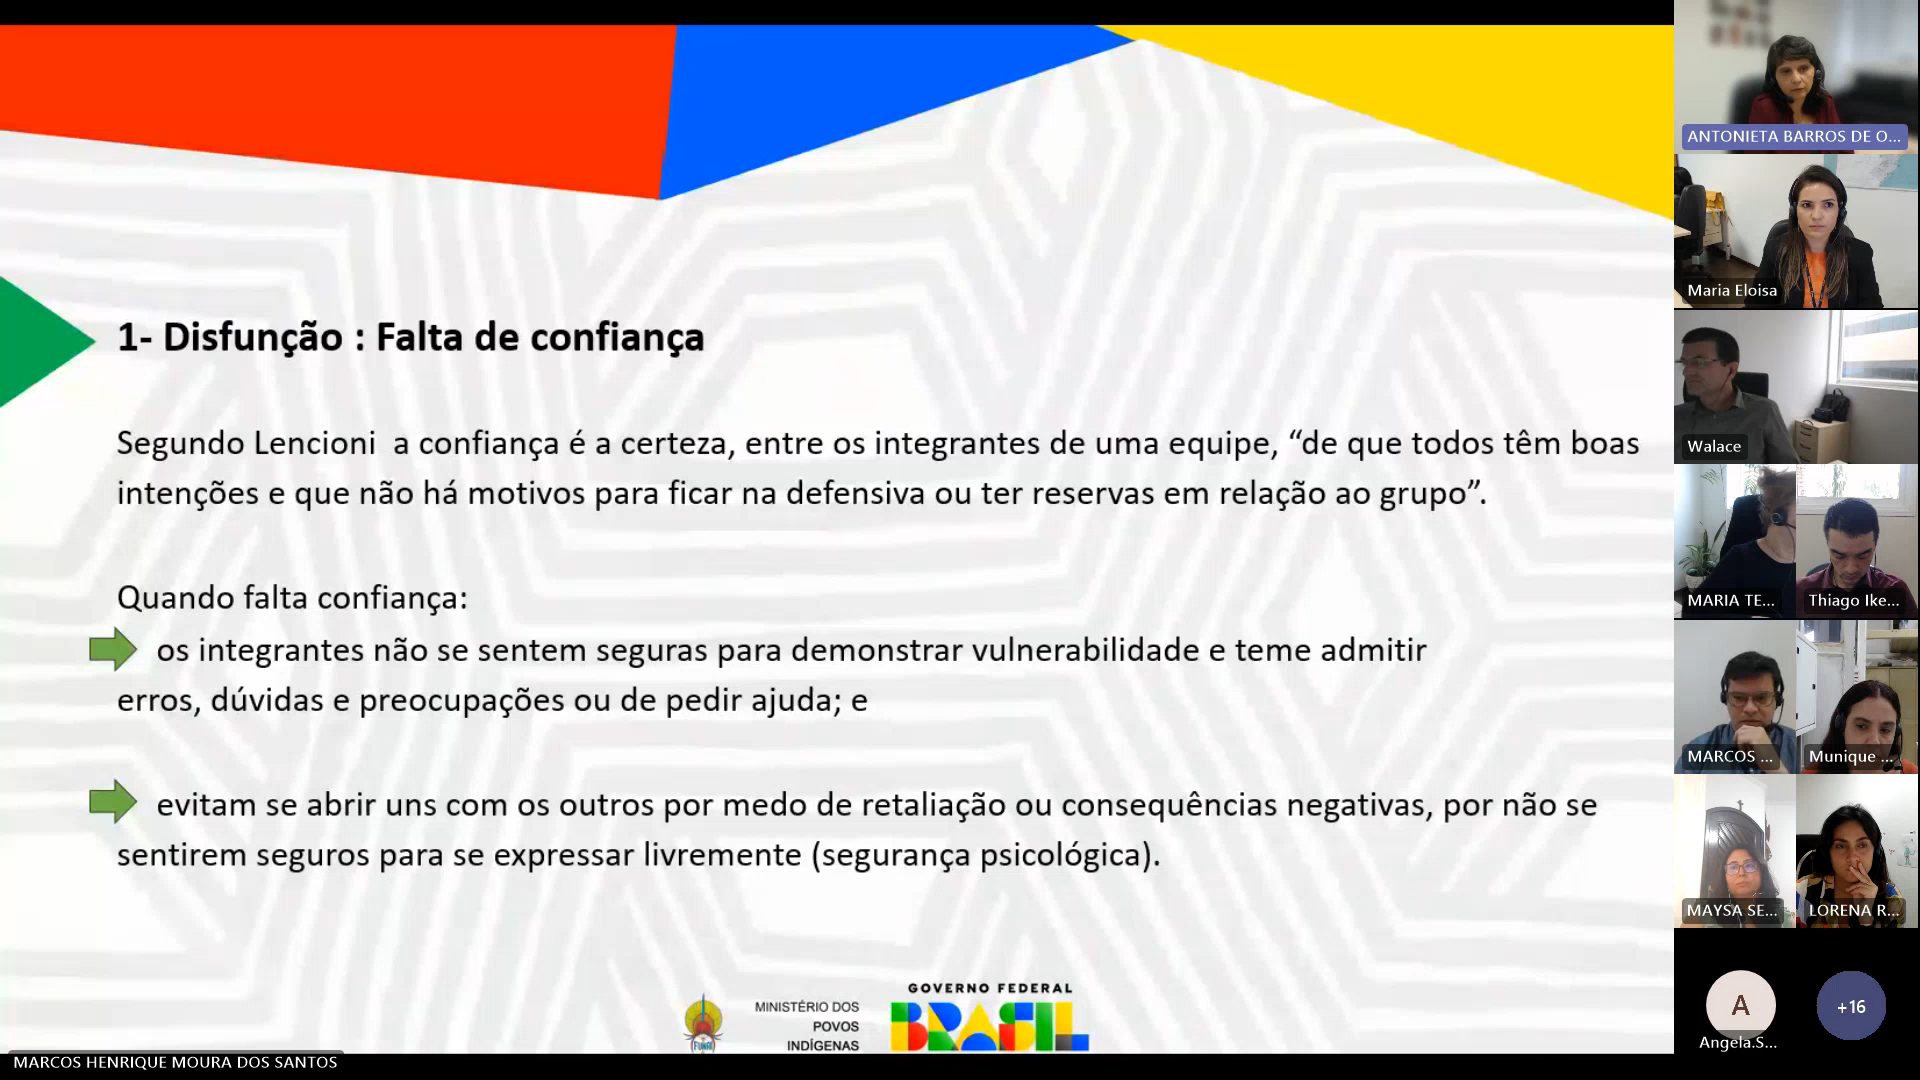 1- Disfunção : Falta de confiança
Segundo Lencioni a confiança é a certeza, entre os integrantes de uma equipe, “de que todos têm boas
intenções e que não há motivos para ficar na defensiva ou ter reservas em relação ao grupo”.
Quando falta confiança:
os integrantes não se sentem seguras para demonstrar vulnerabilidade e teme admitir
erros, dúvidas e preocupações ou de pedir ajuda; e
evitam se abrir uns com os outros por medo de retaliação ou consequências negativas, por não se
sentirem seguros para se expressar livremente (segurança psicológica).
FUNAI
MINISTÉRIO DOS
POVOS
INDÍGENAS
GOVERNO FEDERAL
BRASIL
MARCOS HENRIQUE MOURA DOS SANTOS
ANTONIETA BARROS DE O...
Maria Eloisa
Walace
MARIA TE...
Thiago Ike...
MARCOS ...
Munique ...
MAYSA SE...
LORENA R...
A
Angela.S...
+16